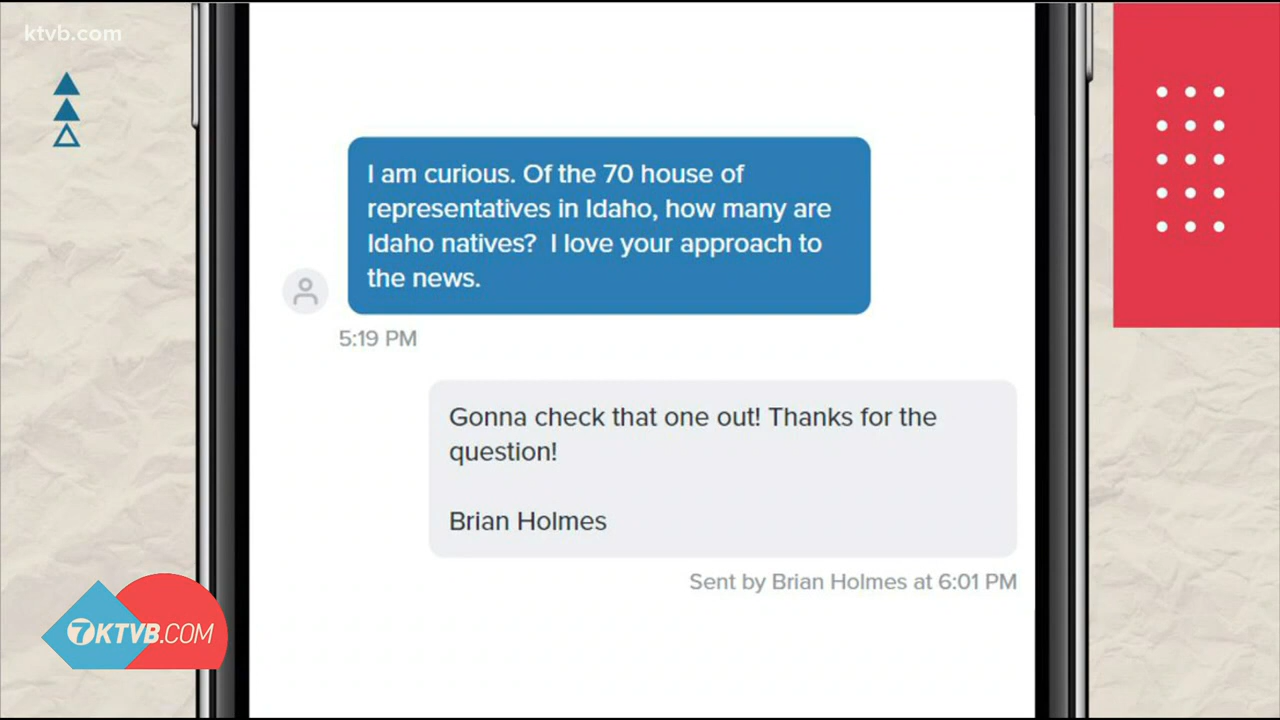 ktvb.com
I am curious. Of the 70 house of
representatives in Idaho, how many are
Idaho natives?  I love your approach to
the news.
5:19 PM
Gonna check that one out! Thanks for the
question!
Brian Holmes
Sent by Brian Holmes at 6:01 PM
7KTVB.COM